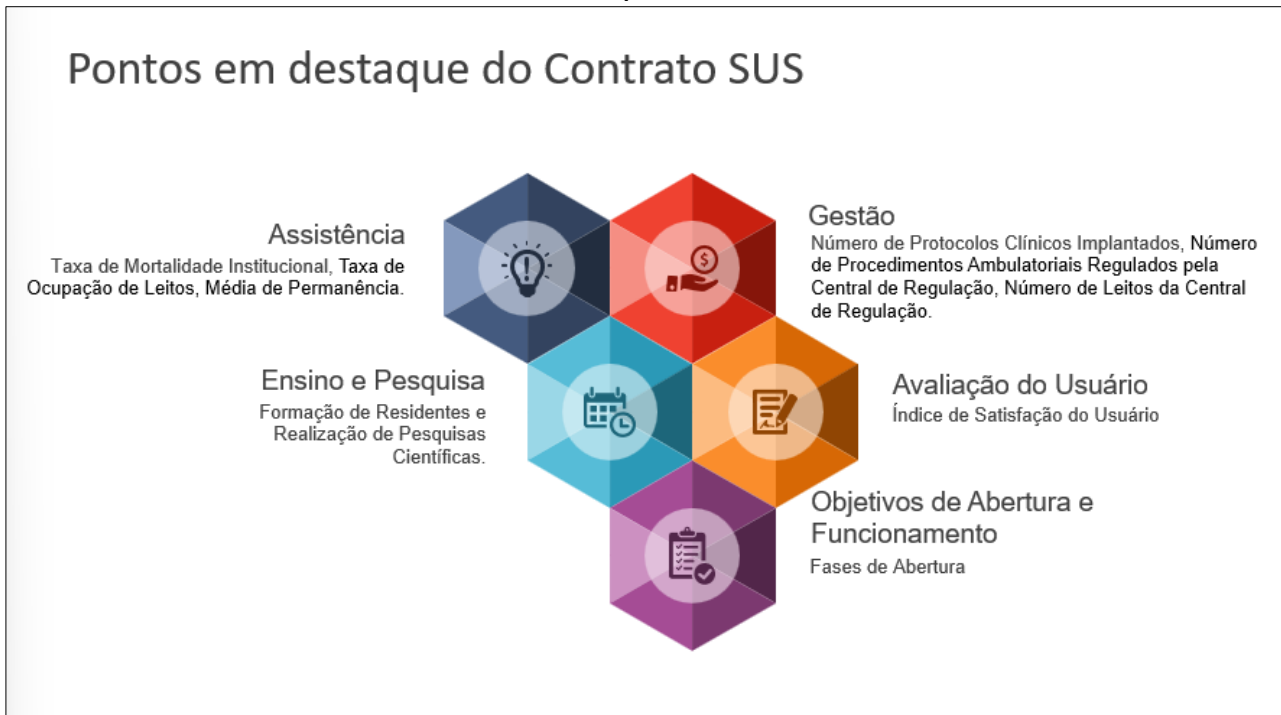 Pontos em destaque do Contrato SUS
Assistência
Taxa de Mortalidade Institucional, Taxa de
Ocupação de Leitos, Média de Permanência.
Gestão
Número de Protocolos Clínicos Implantados, Número
de Procedimentos Ambulatoriais Regulados pela
Central de Regulação, Número de Leitos da Central
de Regulação.
Ensino e Pesquisa
Formação de Residentes e
Realização de Pesquisas
Científicas.
Avaliação do Usuário
Índice de Satisfação do Usuário
Objetivos de Abertura e
Funcionamento
Fases de Abertura